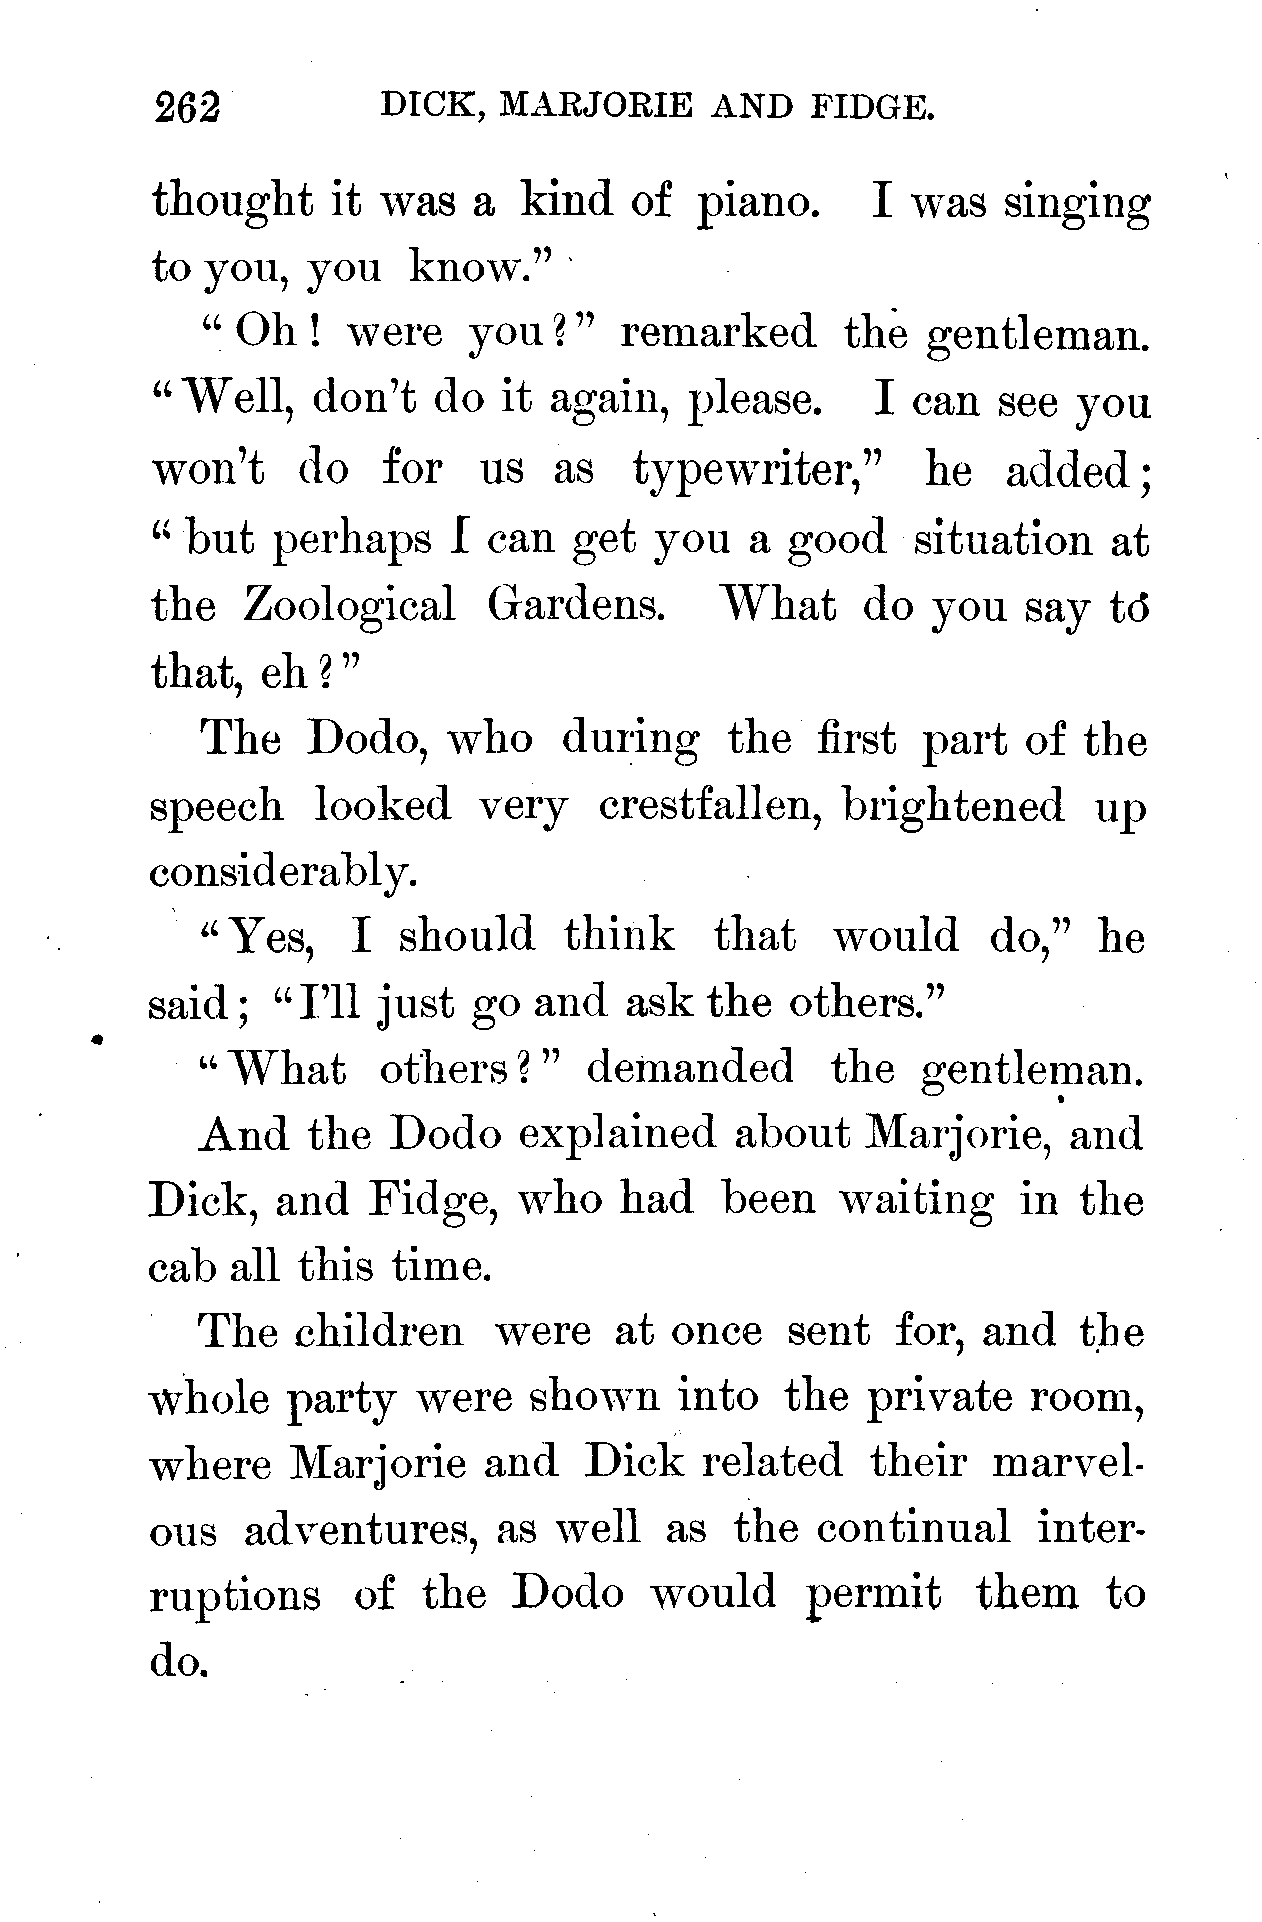 262 DICK, MARJORIE AND FIDGE.
thought it was a kind of piano. I was singing
to you, you know.”
“Oh! were you?” remarked the gentleman.
“Well, don't do it again, please. I can see you
won't do for us as typewriter,” he added;
“but perhaps I can get you a good situation at
the Zoological Gardens. What do you say to
that, eh?”
The Dodo, who during the first part of the
speech looked very crestfallen, brightened up
considerably.
“Yes, I should think that would do,” he
said; “I'll just go and ask the others.”
“What others?” demanded the gentleman.
And the Dodo explained about Marjorie, and
Dick, and Fidge, who had been waiting in the
cab all this time.
The children were at once sent for, and the
whole party were shown into the private room,
where Marjorie and Dick related their marvel-
ous adventures, as well as the continual inter-
ruptions of the Dodo would permit them to
do.